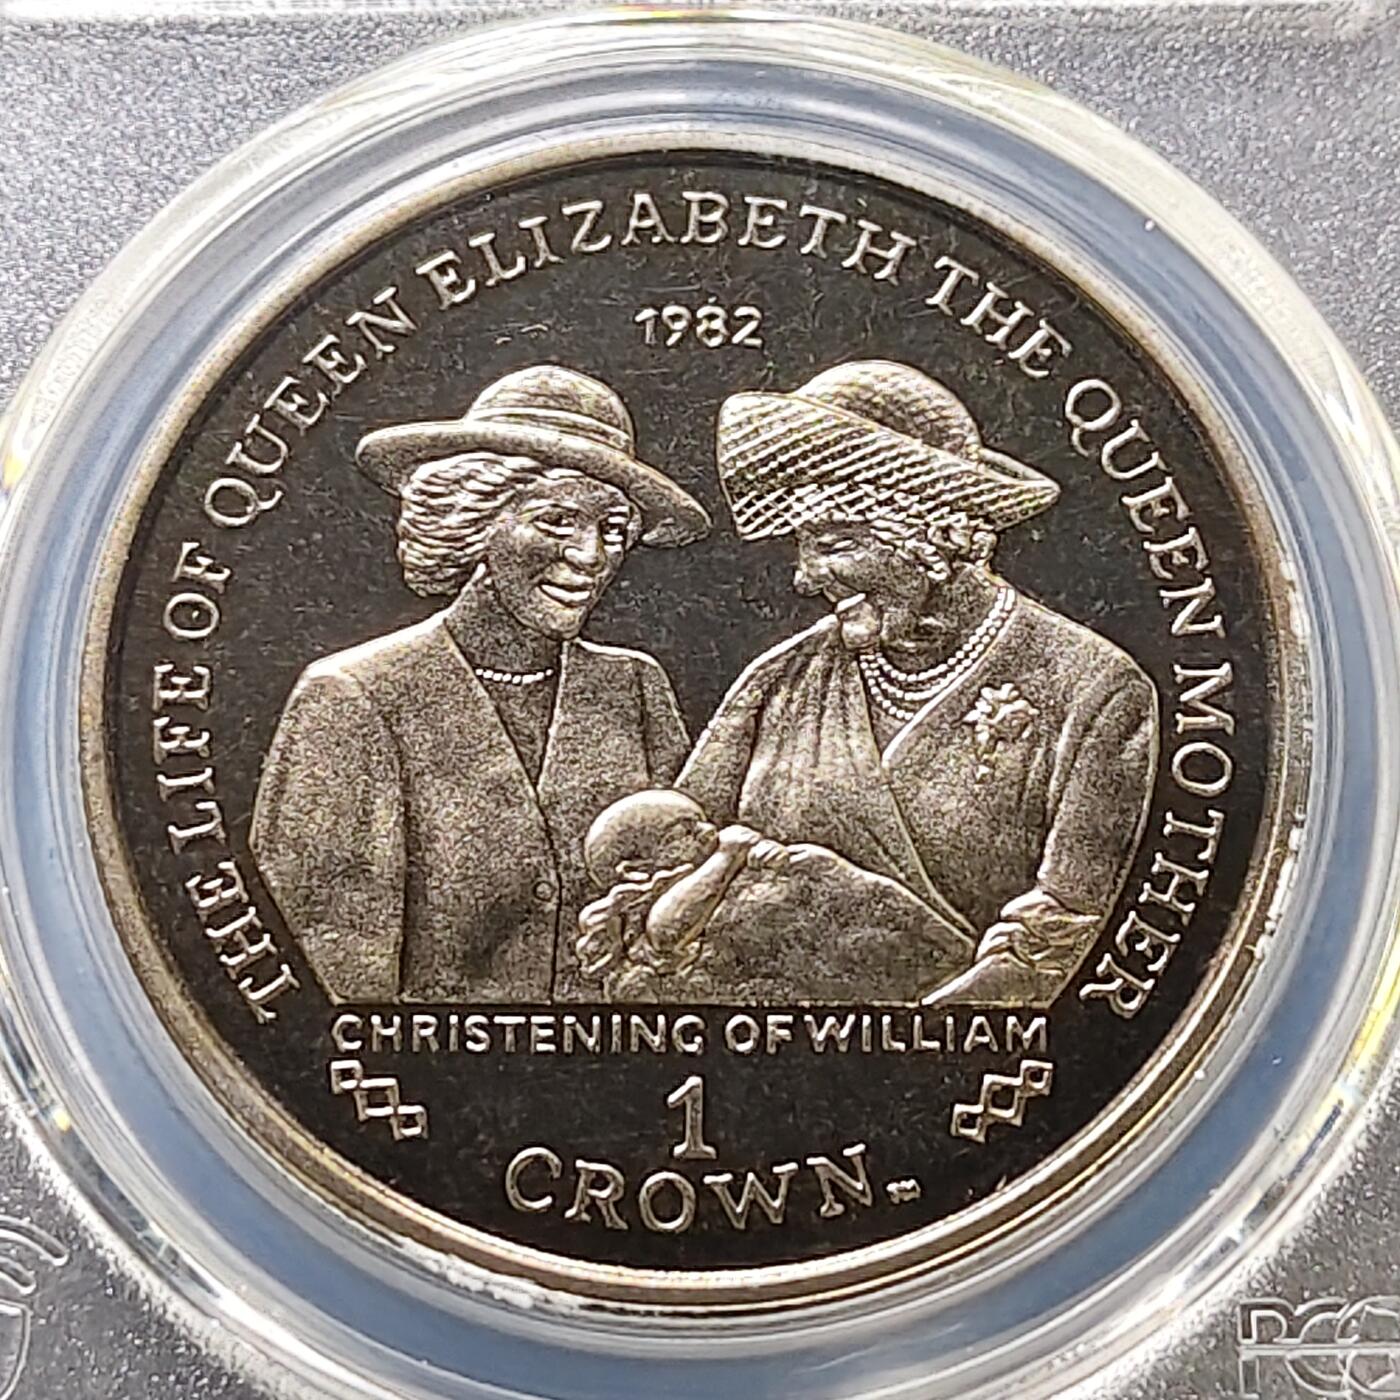 THE LIFE OF QUEEN ELIZABETH THE QUEEN MOTHER
1982
CHRISTENING OF WILLIAM
1
CROWN